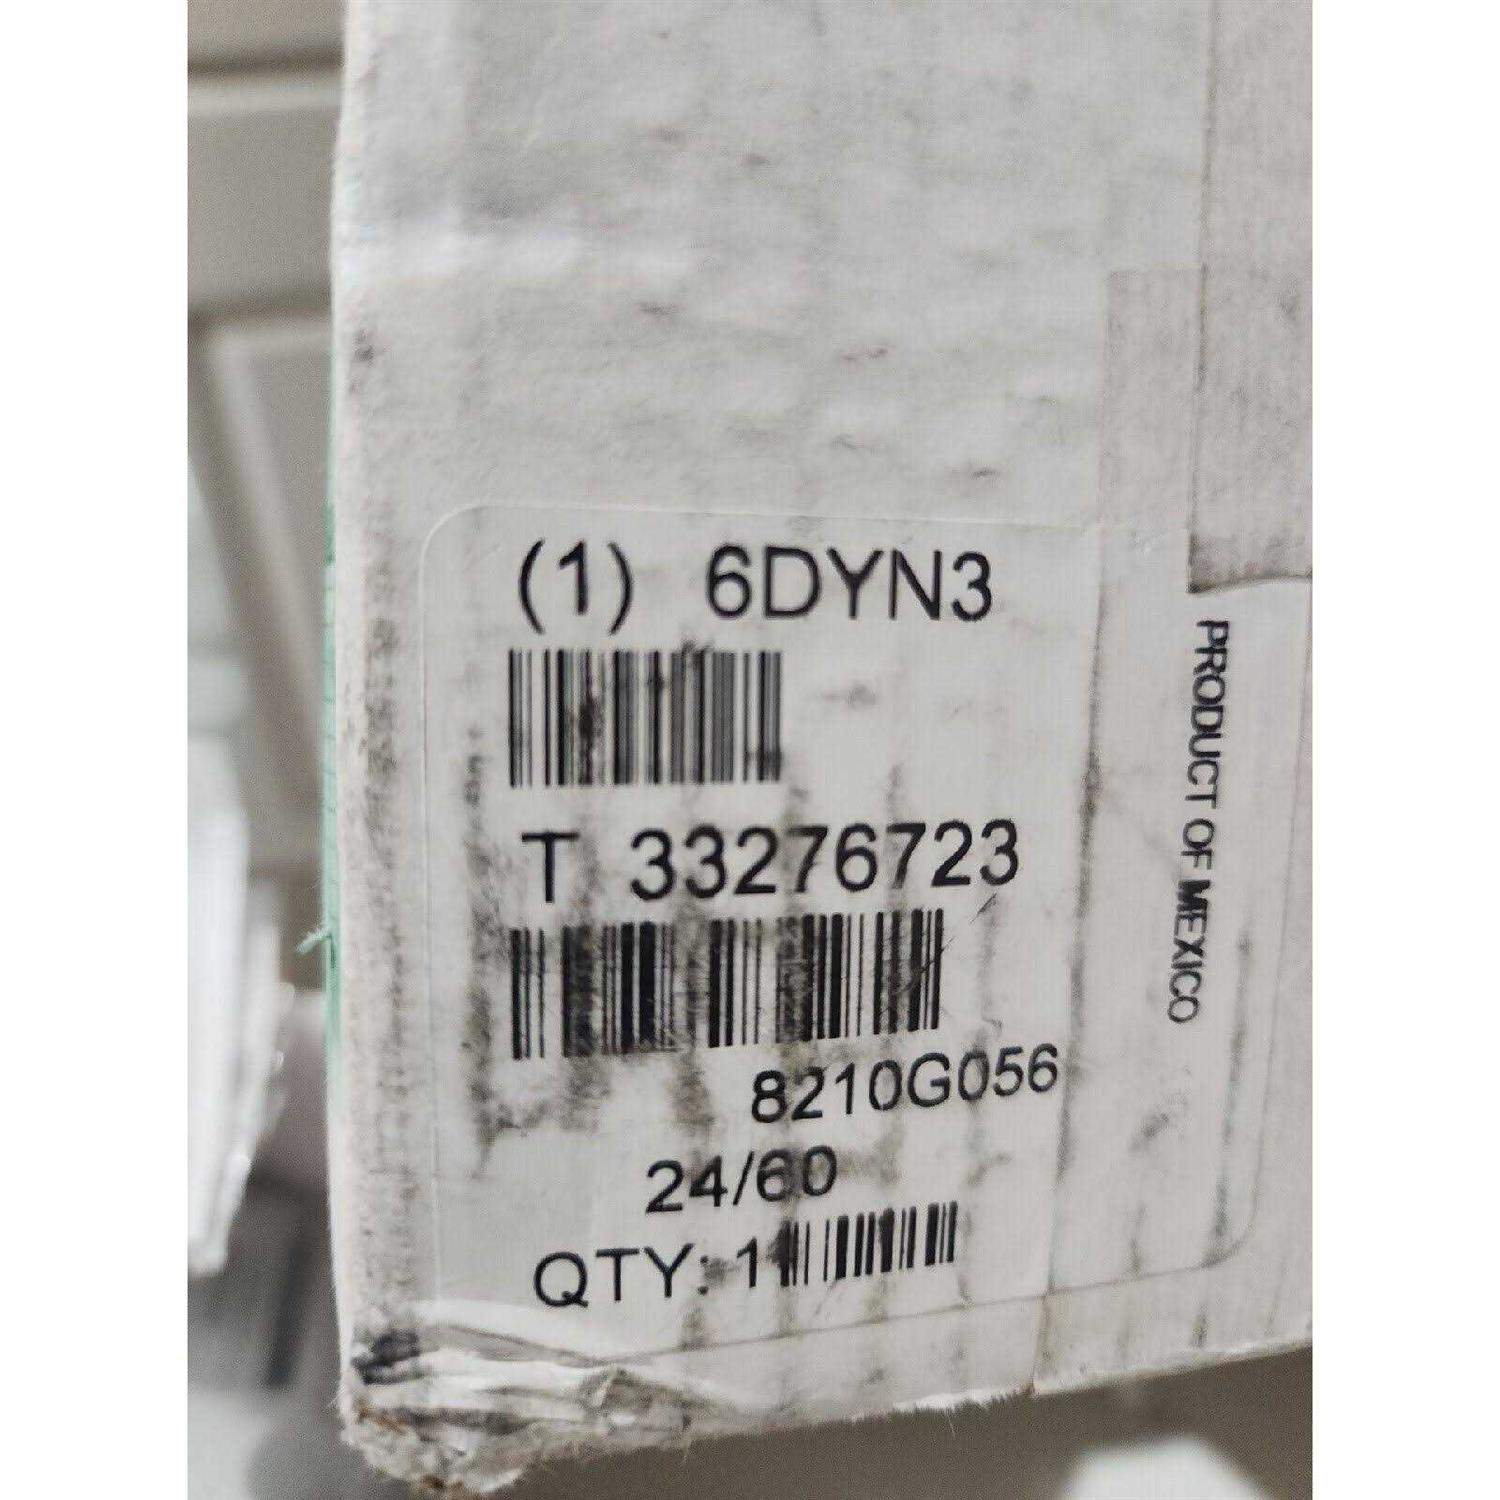 (1) 6DYN3
T 33276723
8210G056
24/60
QTY: 1
PRODUCT OF MEXICO